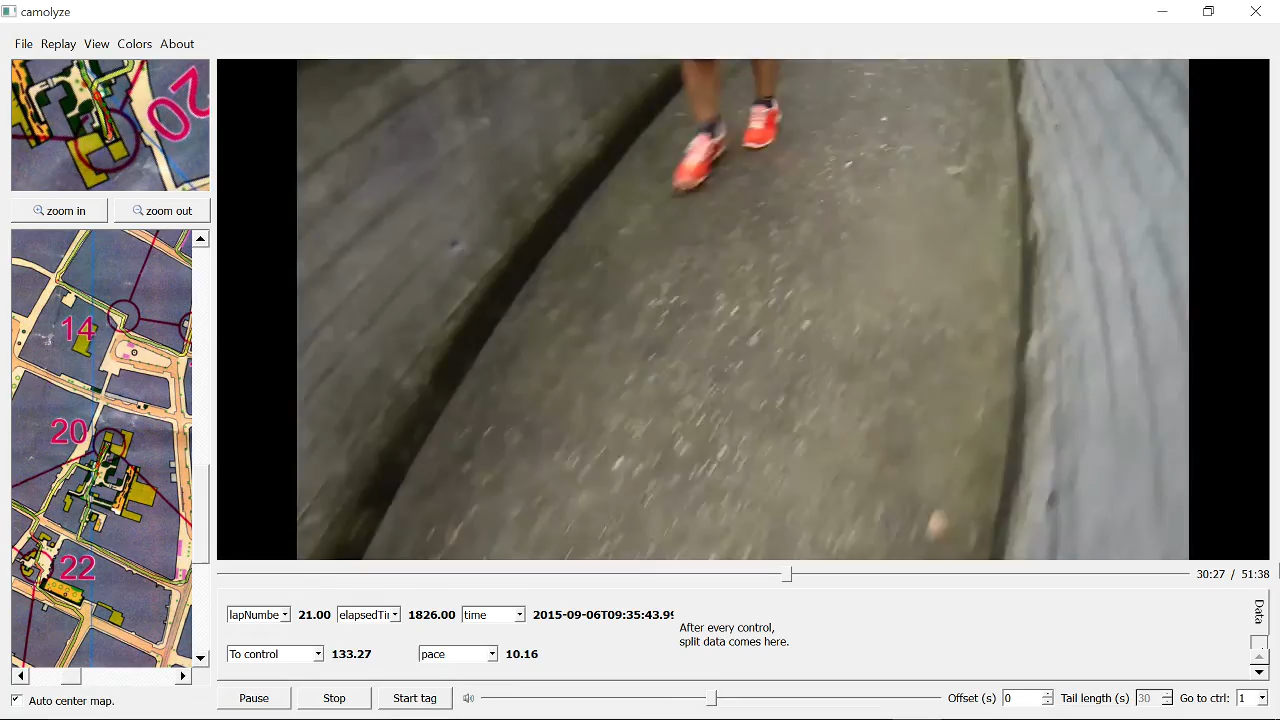 camolyze
File Replay View Colors About
20
zoom in zoom out
14
20
22
30:27 / 51:38
lapNumbe 21.00 elapsedTii 1826.00 time 2015-09-06T09:35:43.99
After every control,
split data comes here.
Data
To control 133.27 pace 10.16
Auto center map.
Pause Stop Start tag Offset (s) 0 Tail length (s) 30 Go to ctrl: 1